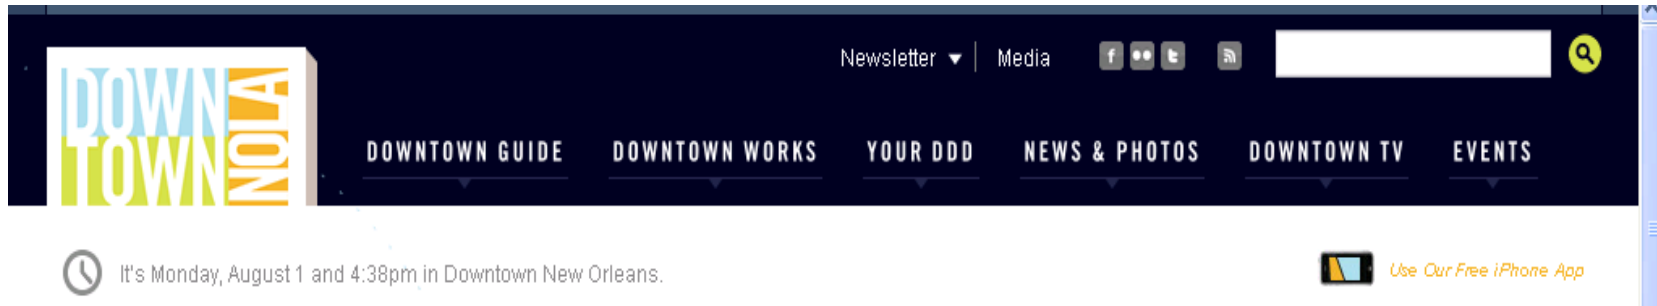 Newsletter Media
DOWN
TOWN
NOLA
DOWNTOWN GUIDE DOWNTOWN WORKS YOUR DDD NEWS & PHOTOS DOWNTOWN TV EVENTS
It's Monday, August 1 and 4:38pm in Downtown New Orleans.
Use Our Free iPhone App